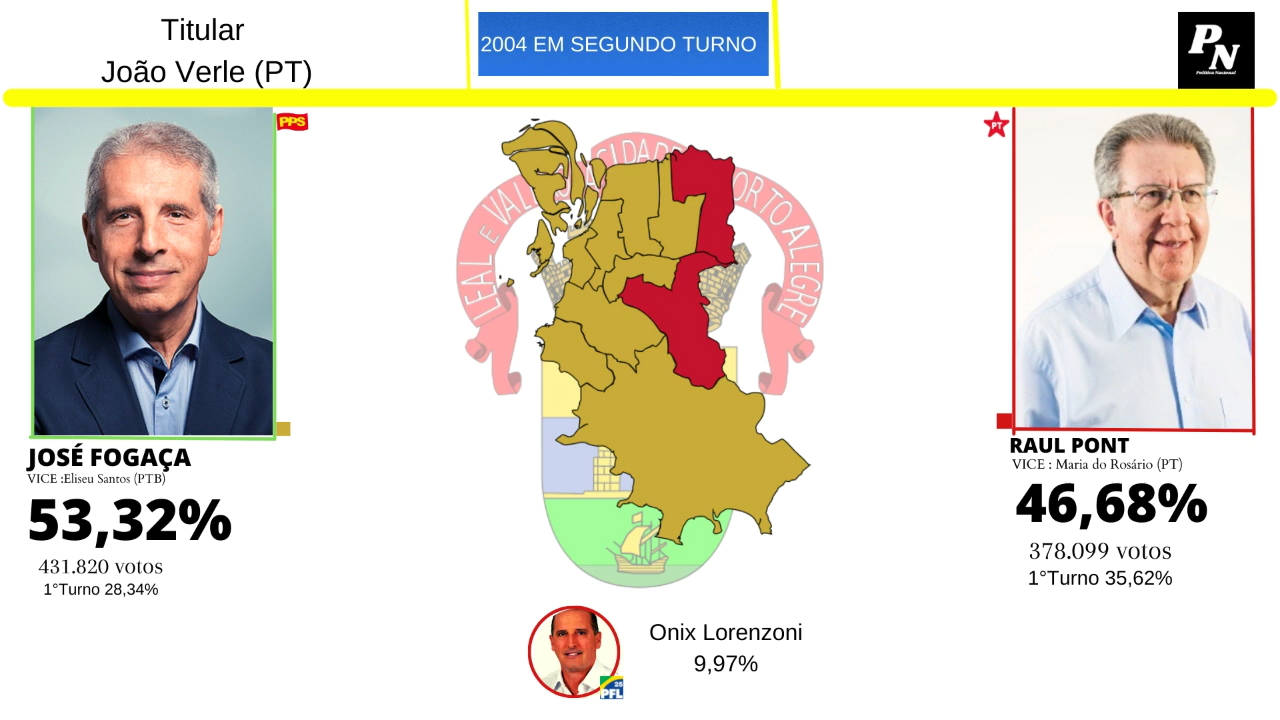 Titular
João Verle (PT)
2004 EM SEGUNDO TURNO
PN
Política Nacional
PPS
PT
LEAL E VALOROSA CIDADE DE PORTO ALEGRE
JOSÉ FOGAÇA
VICE :Eliseu Santos (PTB)
53,32%
431.820 votos
1°Turno 28,34%
RAUL PONT
VICE : Maria do Rosário (PT)
46,68%
378.099 votos
1°Turno 35,62%
Onix Lorenzoni
9,97%
25
PFL